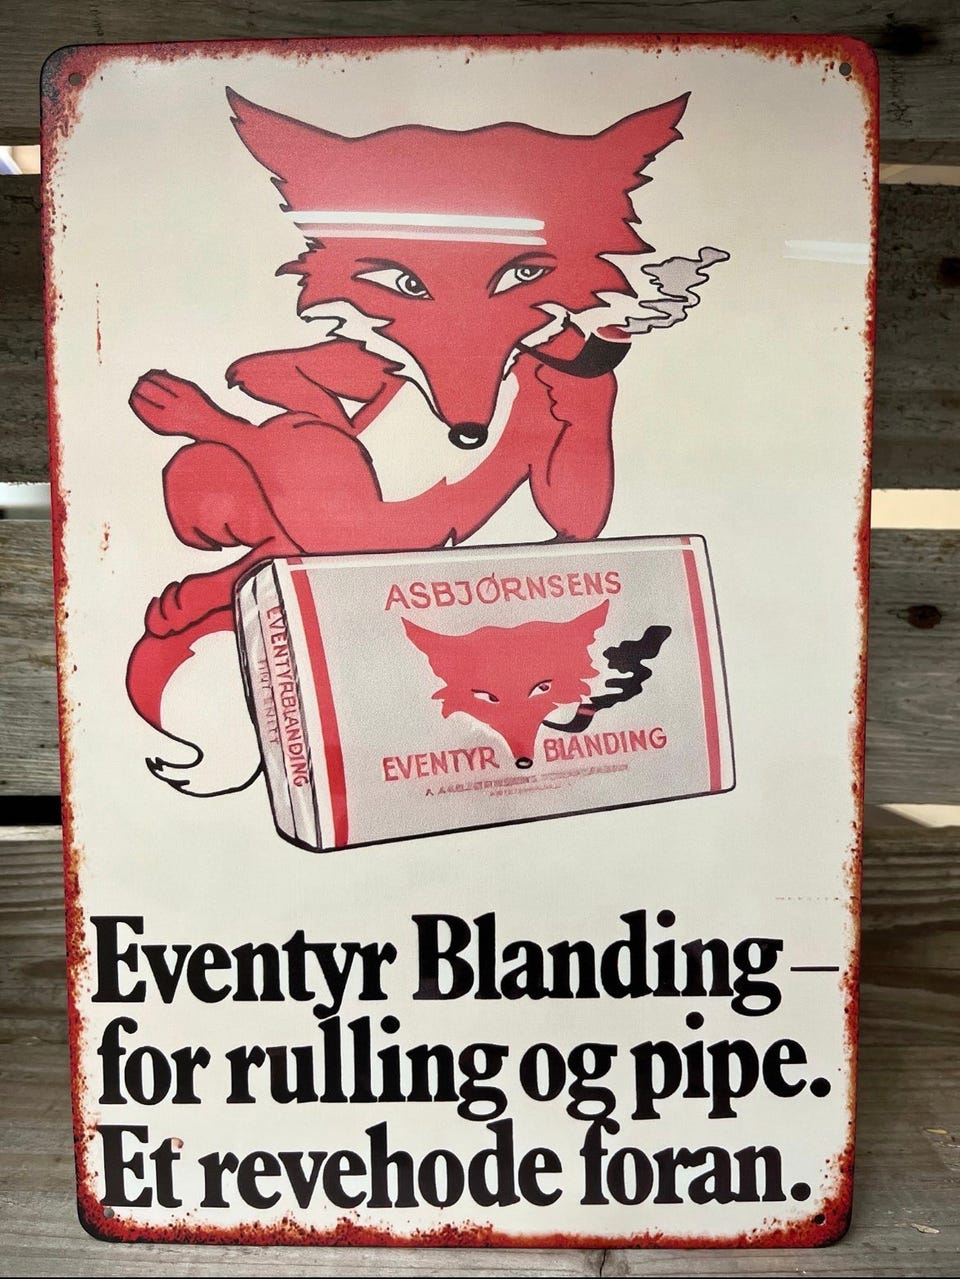 ASBJØRNSENS
EVENTYR BLANDING
EVENTYRBLANDING
Eventyr Blanding –
for rulling og pipe.
Et revehode foran.